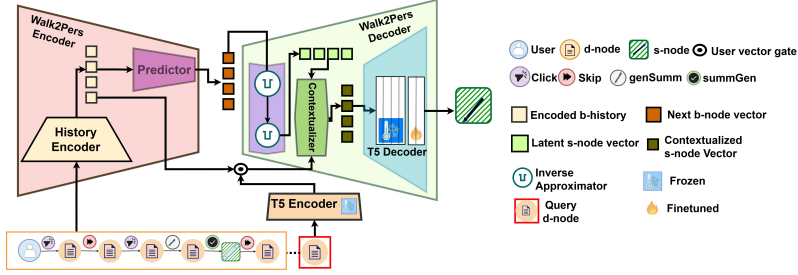 Walk2Pers
Encoder
Predictor
History
Encoder
Walk2Pers
Decoder
Contextualizer
T5 Decoder
T5 Encoder
User
d-node
s-node
User vector gate
Click
Skip
genSumm
summGen
Encoded b-history
Next b-node vector
Latent s-node vector
Contextualized
s-node Vector
Inverse
Approximator
Frozen
Query
d-node
Finetuned